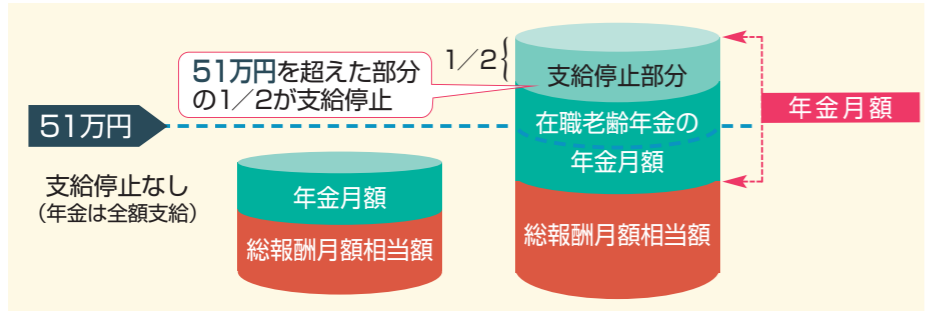 51万円
支給停止なし
(年金は全額支給)
年金月額
総報酬月額相当額
51万円を超えた部分
の1/2が支給停止
1/2
支給停止部分
在職老齢年金の
年金月額
総報酬月額相当額
年金月額